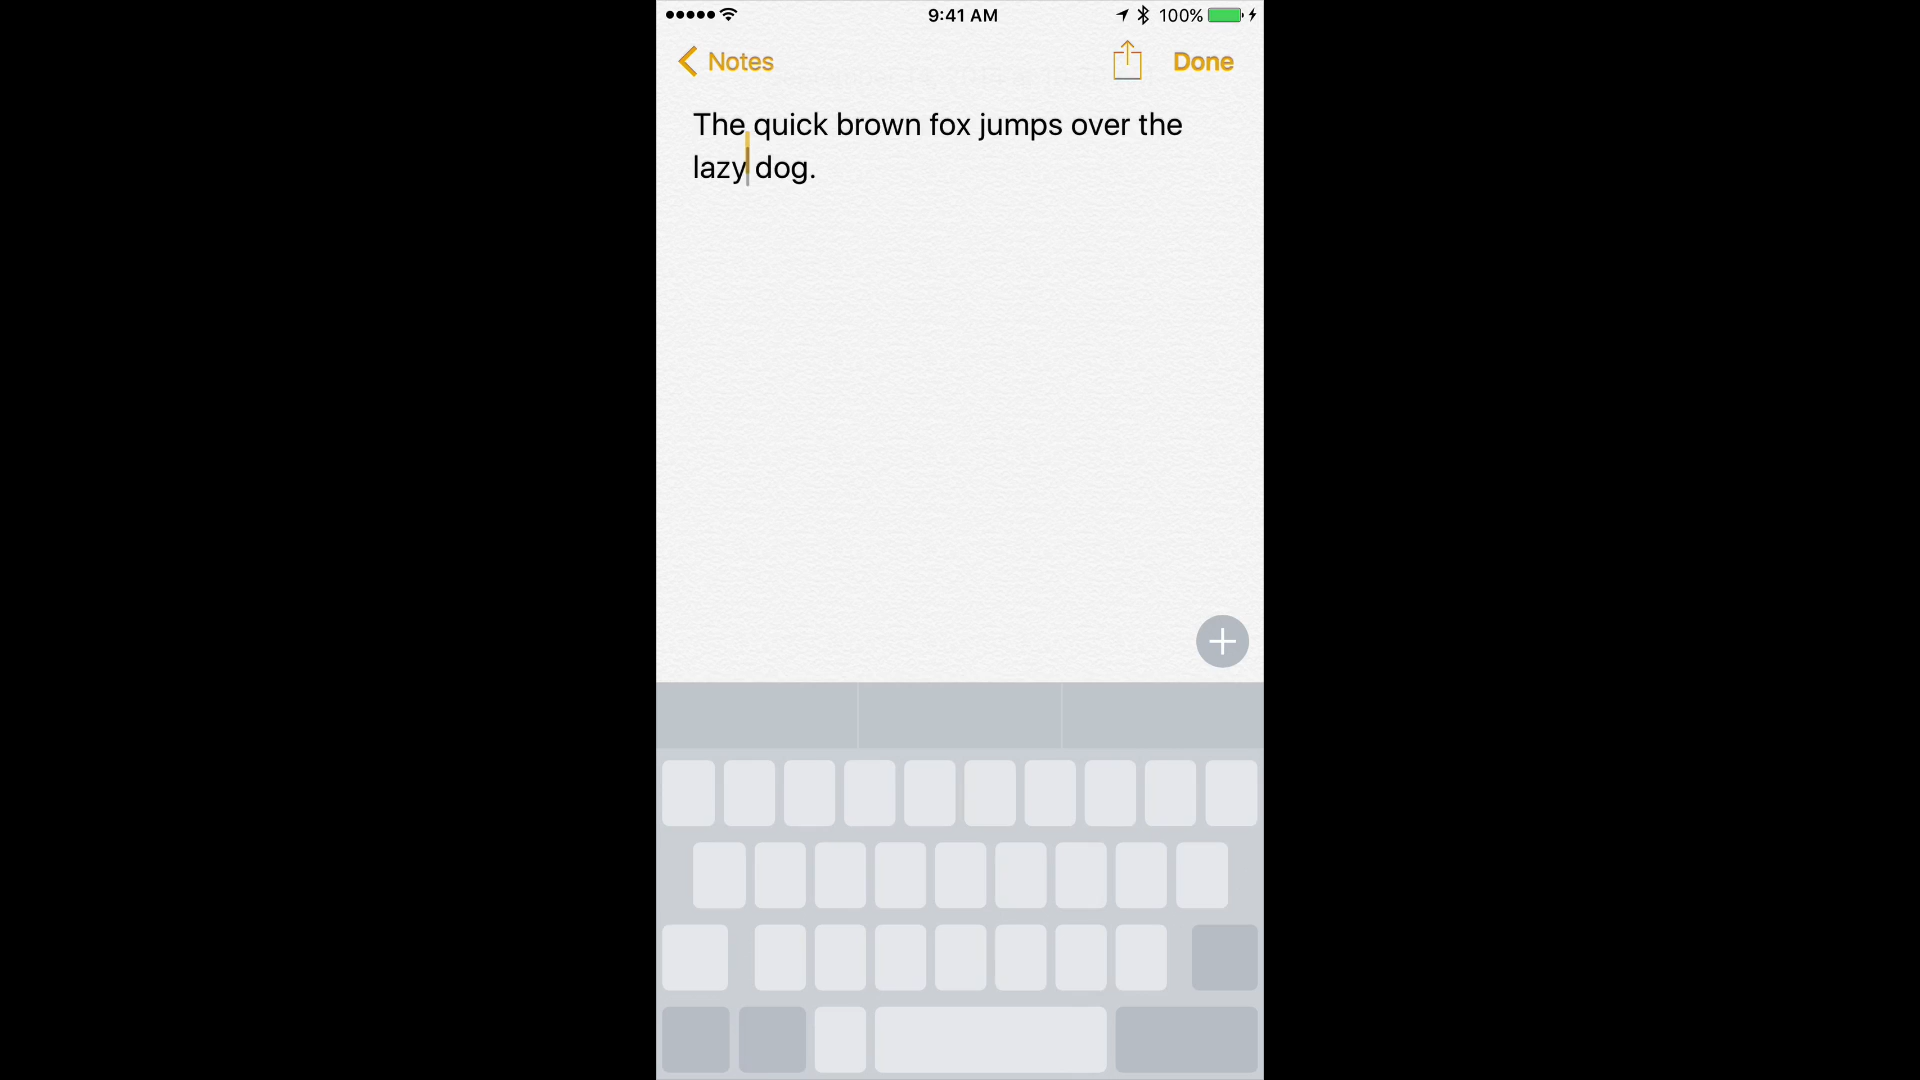 9:41 AM
100%
Notes
Done
The quick brown fox jumps over the
lazy dog.